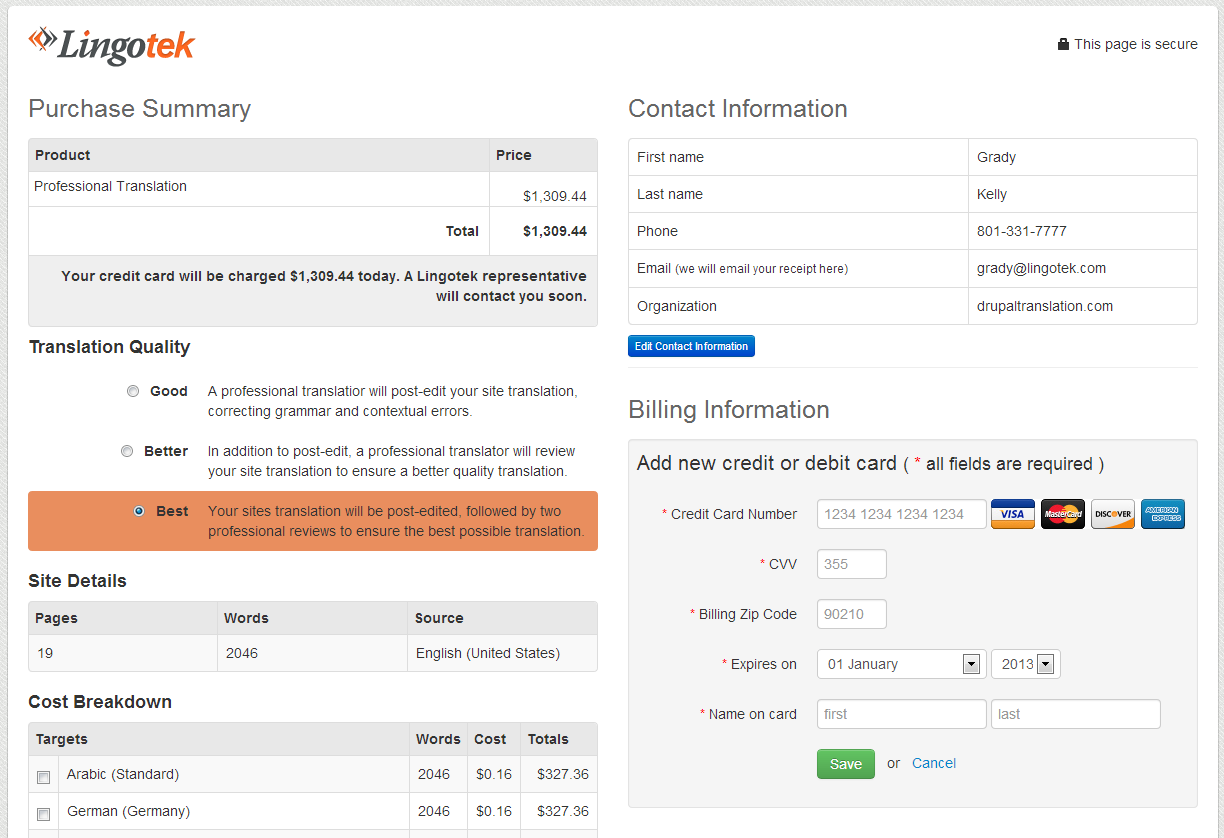 Lingotek
This page is secure
Purchase Summary
Product Price
Professional Translation
$1,309.44
Total $1,309.44
Your credit card will be charged $1,309.44 today. A Lingotek representative
will contact you soon.
Translation Quality
Good A professional translatior will post-edit your site translation,
correcting grammar and contextual errors.
Better In addition to post-edit, a professional translator will review
your site translation to ensure a better quality translation.
Best Your sites translation will be post-edited, followed by two
professional reviews to ensure the best possible translation.
Site Details
Pages Words Source
19 2046 English (United States)
Cost Breakdown
Targets Words Cost Totals
Arabic (Standard) 2046 $0.16 $327.36
German (Germany) 2046 $0.16 $327.36
Contact Information
First name Grady
Last name Kelly
Phone 801-331-7777
Email (we will email your receipt here) grady@lingotek.com
Organization drupaltranslation.com
Edit Contact Information
Billing Information
Add new credit or debit card ( * all fields are required )
* Credit Card Number 1234 1234 1234 1234 VISA MasterCard DISCOVER AMERICAN EXPRESS
* CVV 355
* Billing Zip Code 90210
* Expires on 01 January 2013
* Name on card first last
Save or Cancel